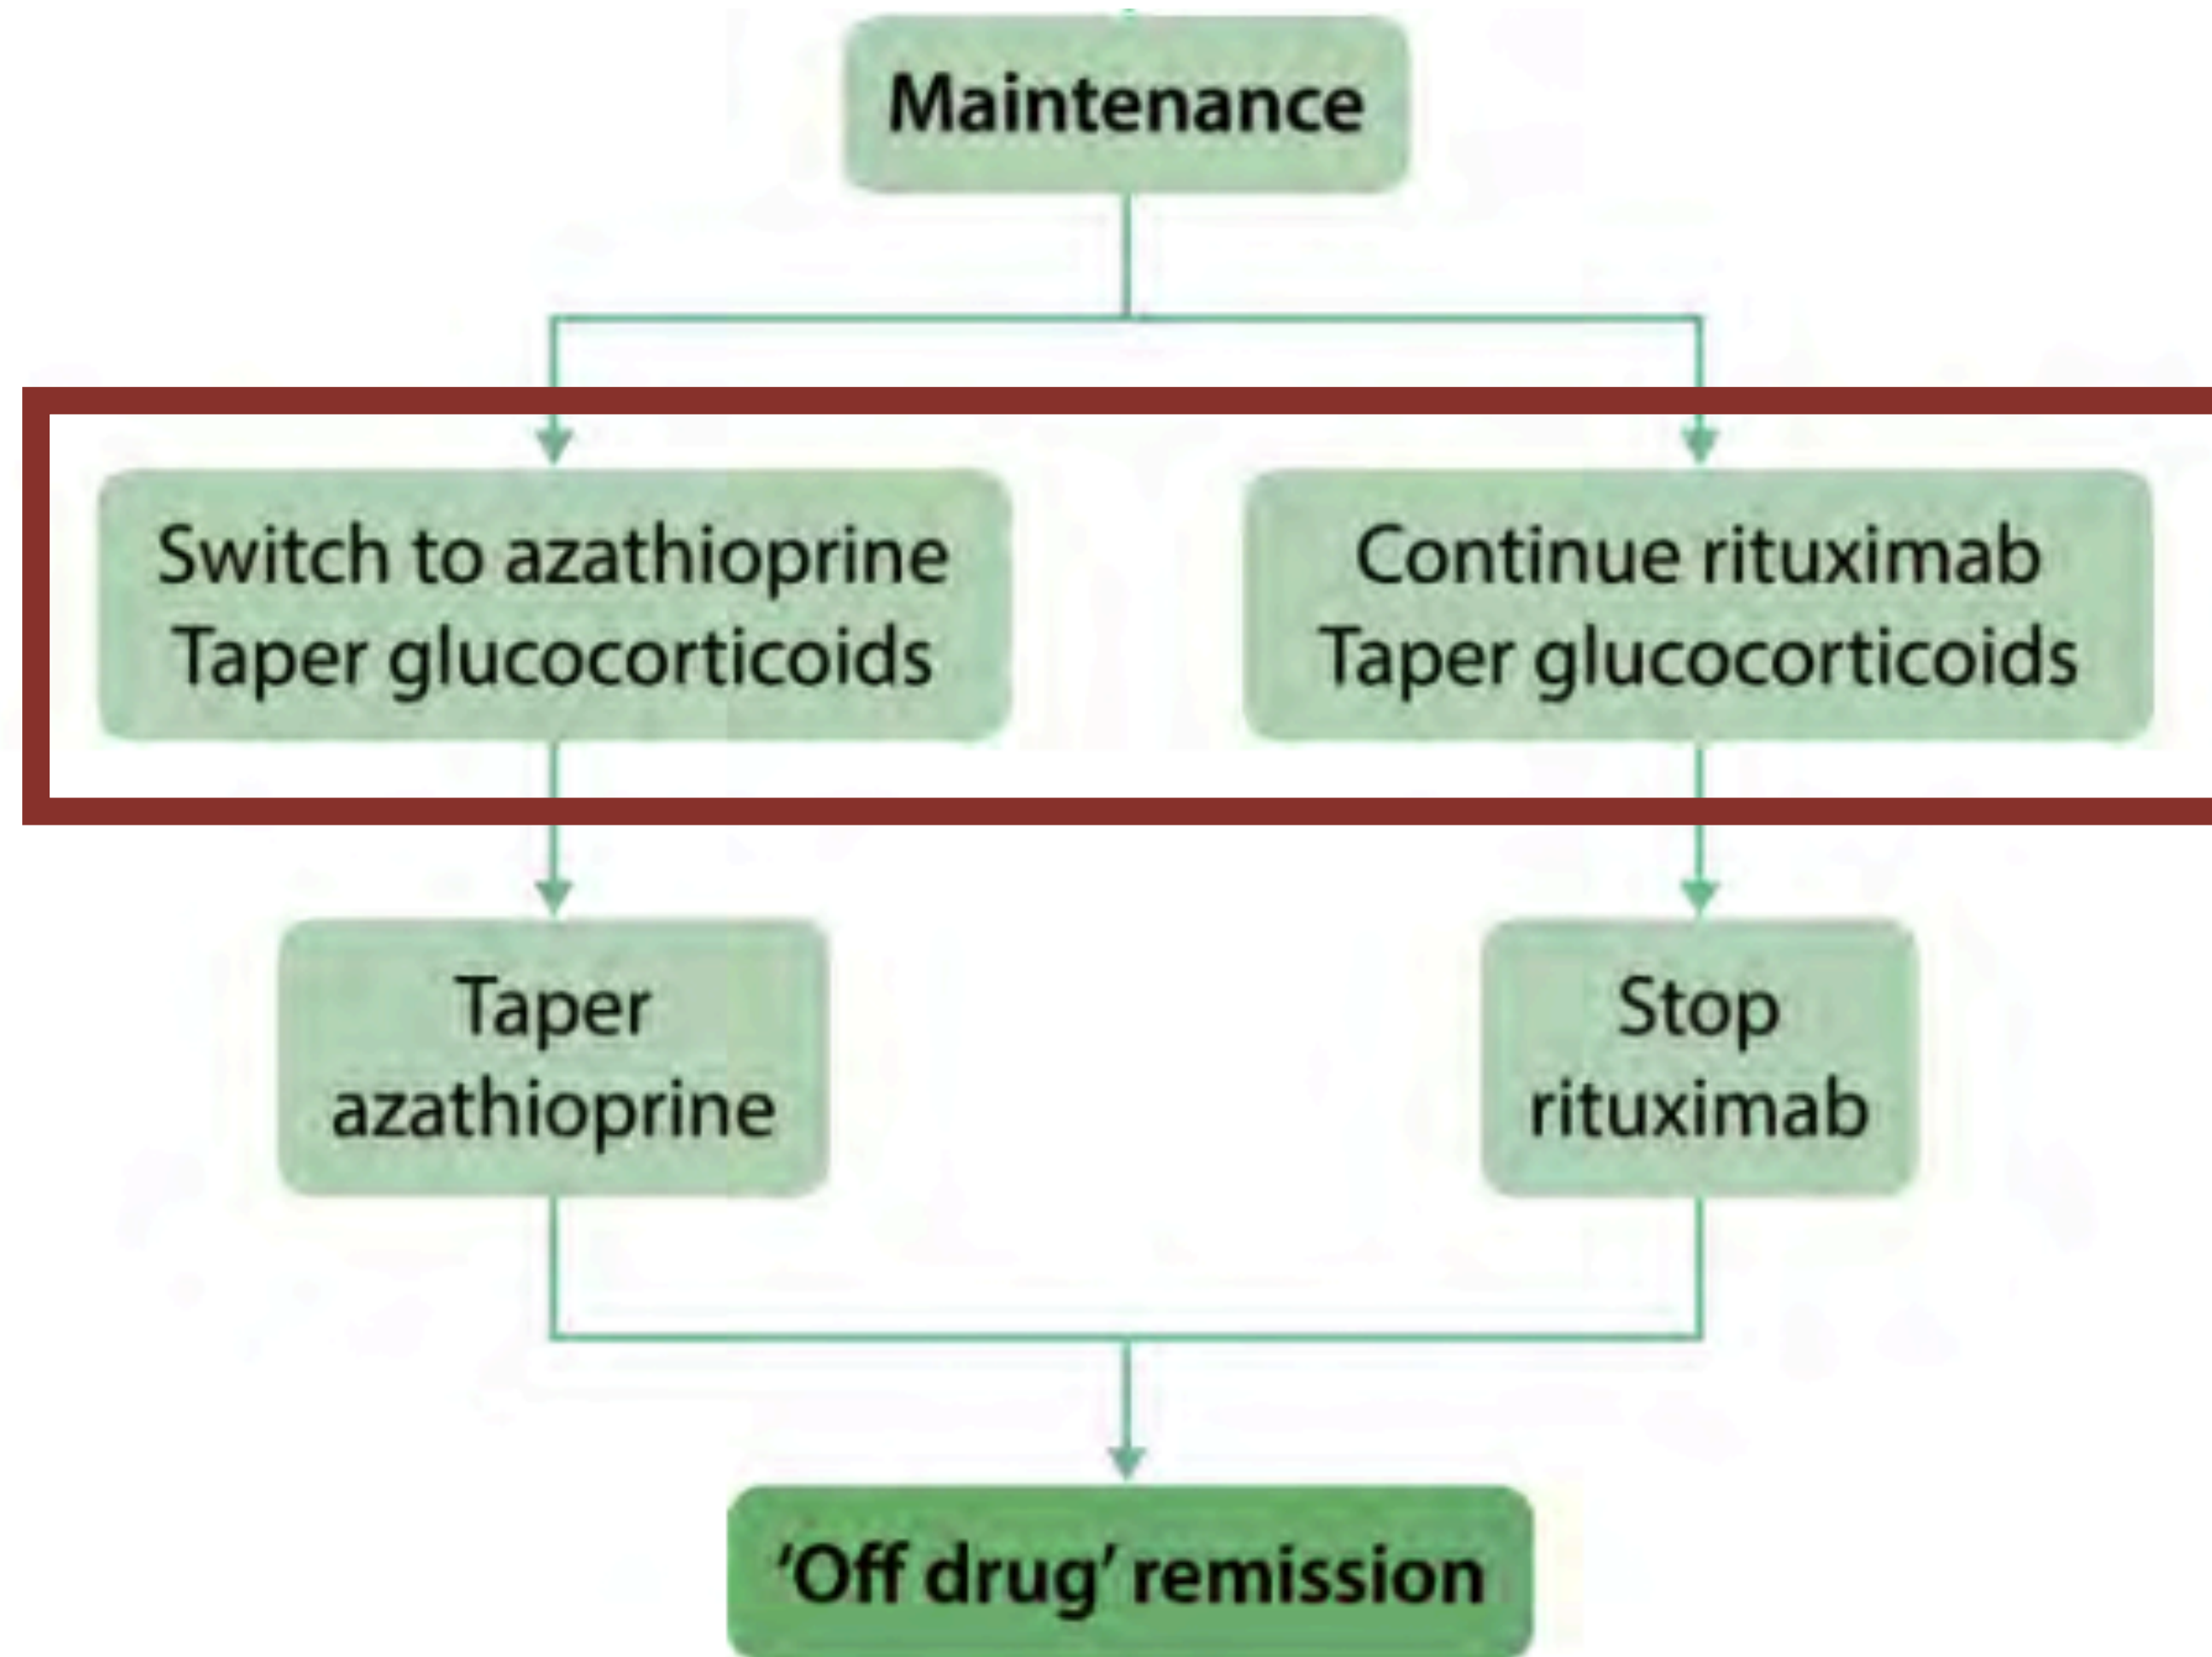 Maintenance
Switch to azathioprine
Taper glucocorticoids
Continue rituximab
Taper glucocorticoids
Taper
azathioprine
Stop
rituximab
‘Off drug’ remission